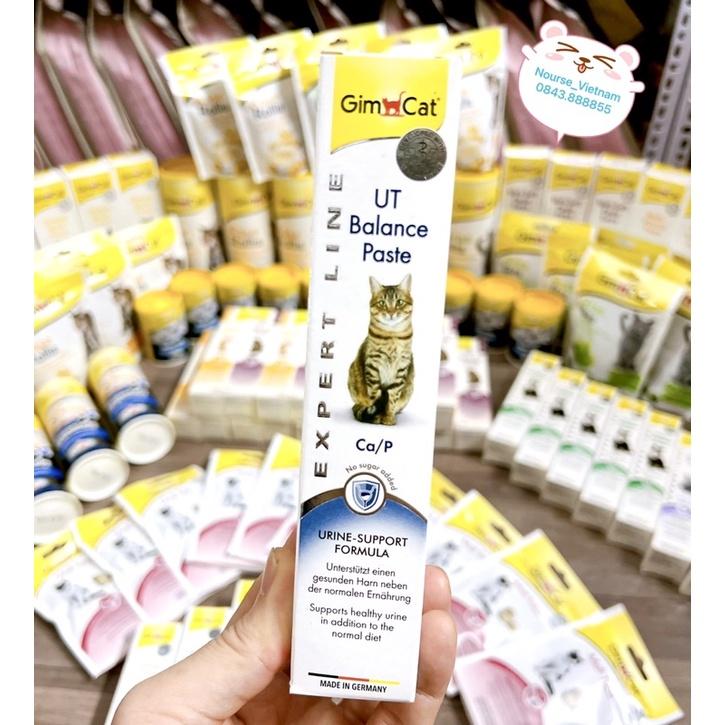 Nourse_Vietnam
0843.888855
GimCat
EXPERT LINE
UT
Balance
Paste
Ca/P
No sugar added
URINE-SUPPORT
FORMULA
Unterstützt einen
gesunden Harn neben
der normalen Ernährung
Supports healthy urine
in addition to the
normal diet
MADE IN GERMANY
GimCat